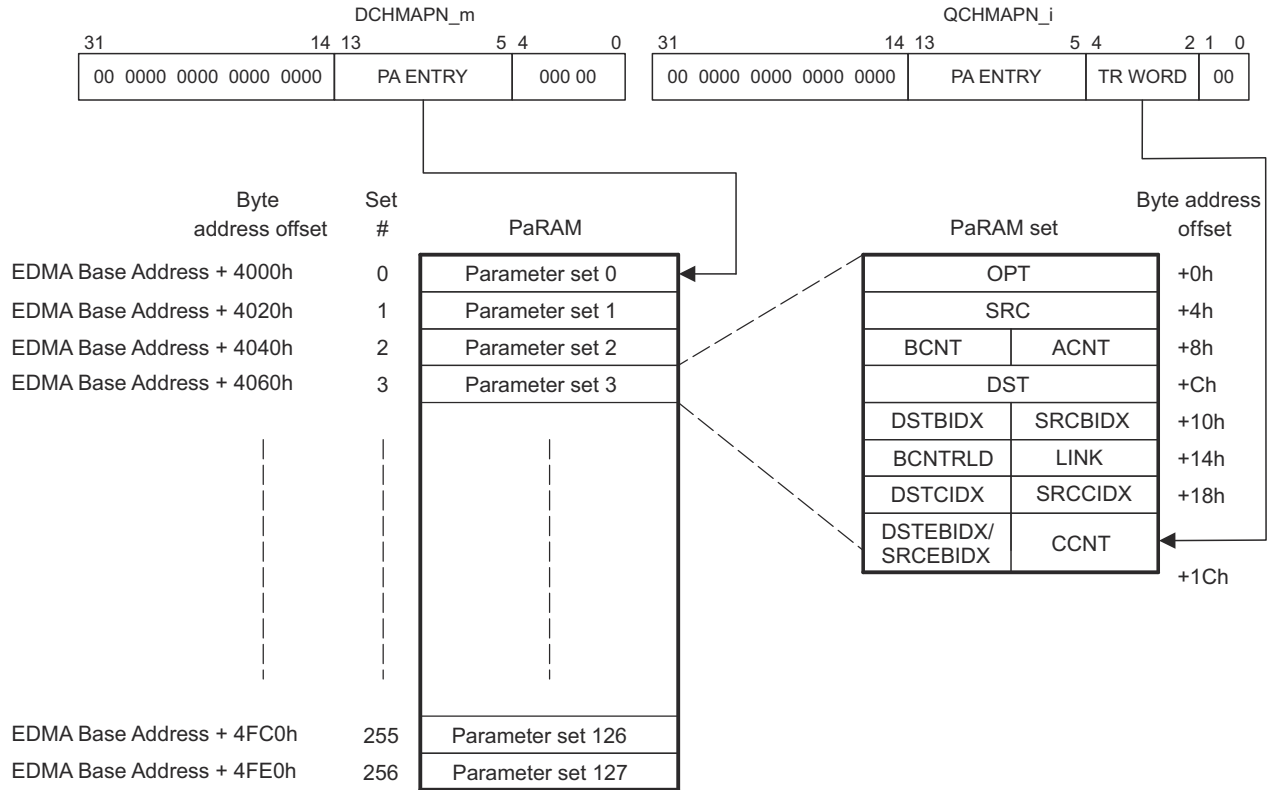 DCHMAPN_m
QCHMAPN_i
31 14 13 5 4 0
31 14 13 5 4 2 1 0
00 0000 0000 0000 0000 PA ENTRY 000 00
00 0000 0000 0000 0000 PA ENTRY TR WORD 00
Byte
address offset
Set
#
PaRAM
PaRAM set
Byte address
offset
EDMA Base Address + 4000h 0 Parameter set 0
EDMA Base Address + 4020h 1 Parameter set 1
EDMA Base Address + 4040h 2 Parameter set 2
EDMA Base Address + 4060h 3 Parameter set 3
OPT +0h
SRC +4h
BCNT ACNT +8h
DST +Ch
DSTBIDX SRCBIDX +10h
BCNTRLD LINK +14h
DSTCIDX SRCCIDX +18h
DSTEBIDX/
SRCEBIDX
CCNT
+1Ch
EDMA Base Address + 4FC0h 255 Parameter set 126
EDMA Base Address + 4FE0h 256 Parameter set 127